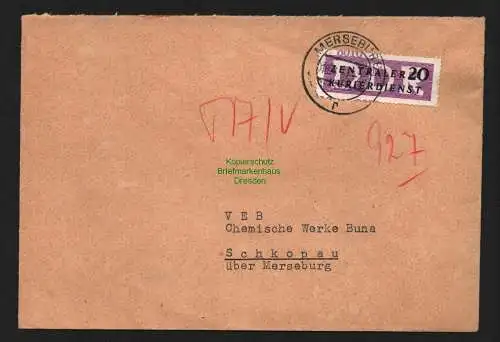 MERSEBURG
ZENTRALER 20
KURIERDIENST
927
Kopierschutz
Briefmarkenhaus
Dresden
V E B
Chemische Werke Buna
Schkopau
über Merseburg